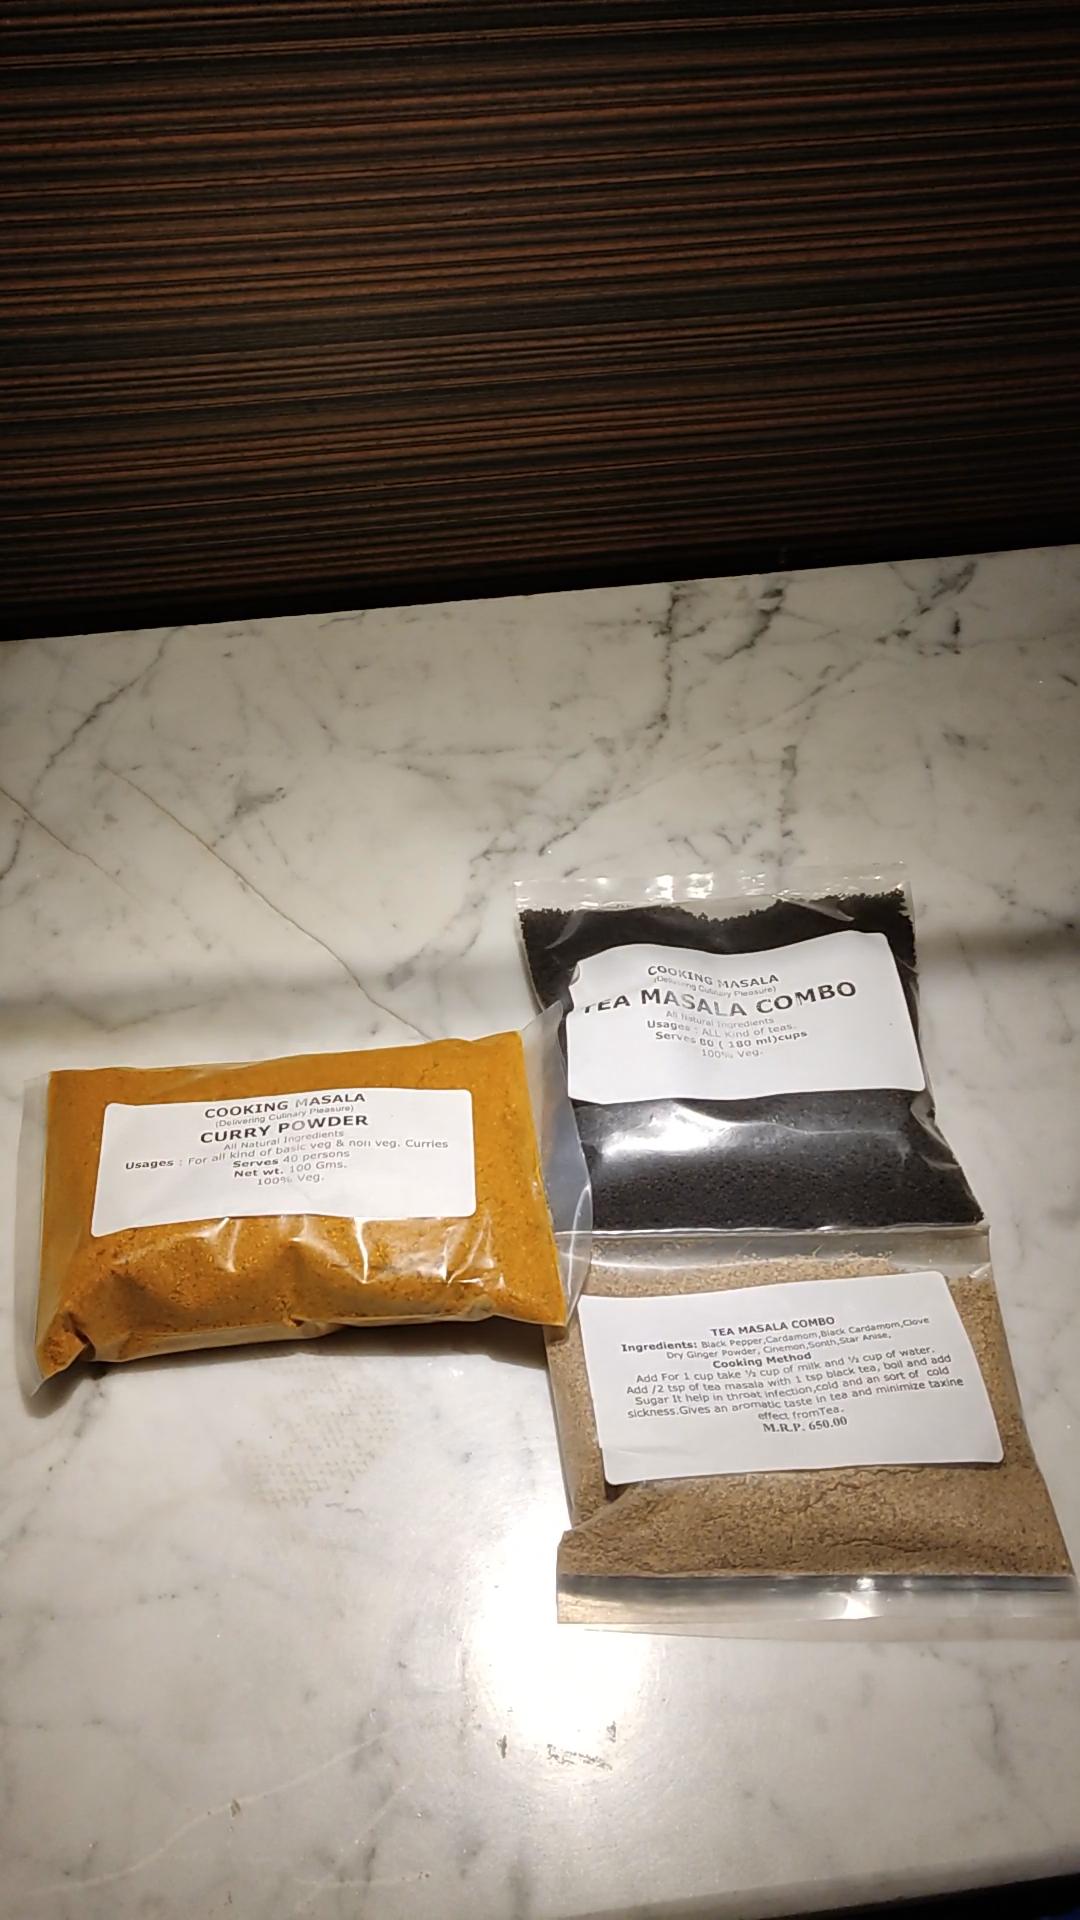 COOKING MASALA
(Delivering Culinary Pleasure)
CURRY POWDER
All Natural Ingredients
Usages : For all kind of basic veg & non veg. Curries
Serves 40 persons
Net wt. 100 Gms.
100% Veg.
COOKING MASALA
(Delivering Culinary Pleasure)
TEA MASALA COMBO
All Natural Ingredients
Usages : ALL Kind of teas.
Serves 80 ( 180 ml)cups
100% Veg.
TEA MASALA COMBO
Ingredients: Black Pepper,Cardamom,Black Cardamom,Clove
Dry Ginger Powder, Cinemon,Sonth,Star Anise,
Cooking Method
Add For 1 cup take ½ cup of milk and ½ cup of water.
Add /2 tsp of tea masala with 1 tsp black tea, boil and add
Sugar It help in throat infection,cold and an sort of cold
sickness.Gives an aromatic taste in tea and minimize taxine
effect fromTea.
M.R.P. 650.00